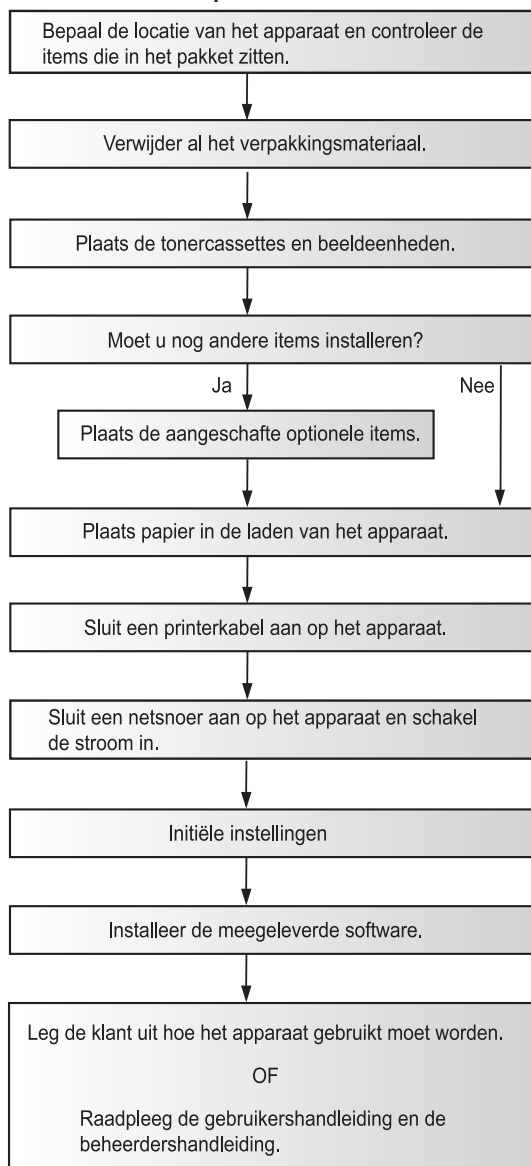 Bepaal de locatie van het apparaat en controleer de
items die in het pakket zitten.
Verwijder al het verpakkingsmateriaal.
Plaats de tonercassettes en beeldeenheden.
Moet u nog andere items installeren?
Ja
Nee
Plaats de aangeschafte optionele items.
Plaats papier in de laden van het apparaat.
Sluit een printerkabel aan op het apparaat.
Sluit een netsnoer aan op het apparaat en schakel
de stroom in.
Initiële instellingen
Installeer de meegeleverde software.
Leg de klant uit hoe het apparaat gebruikt moet worden.
OF
Raadpleeg de gebruikershandleiding en de
beheerdershandleiding.